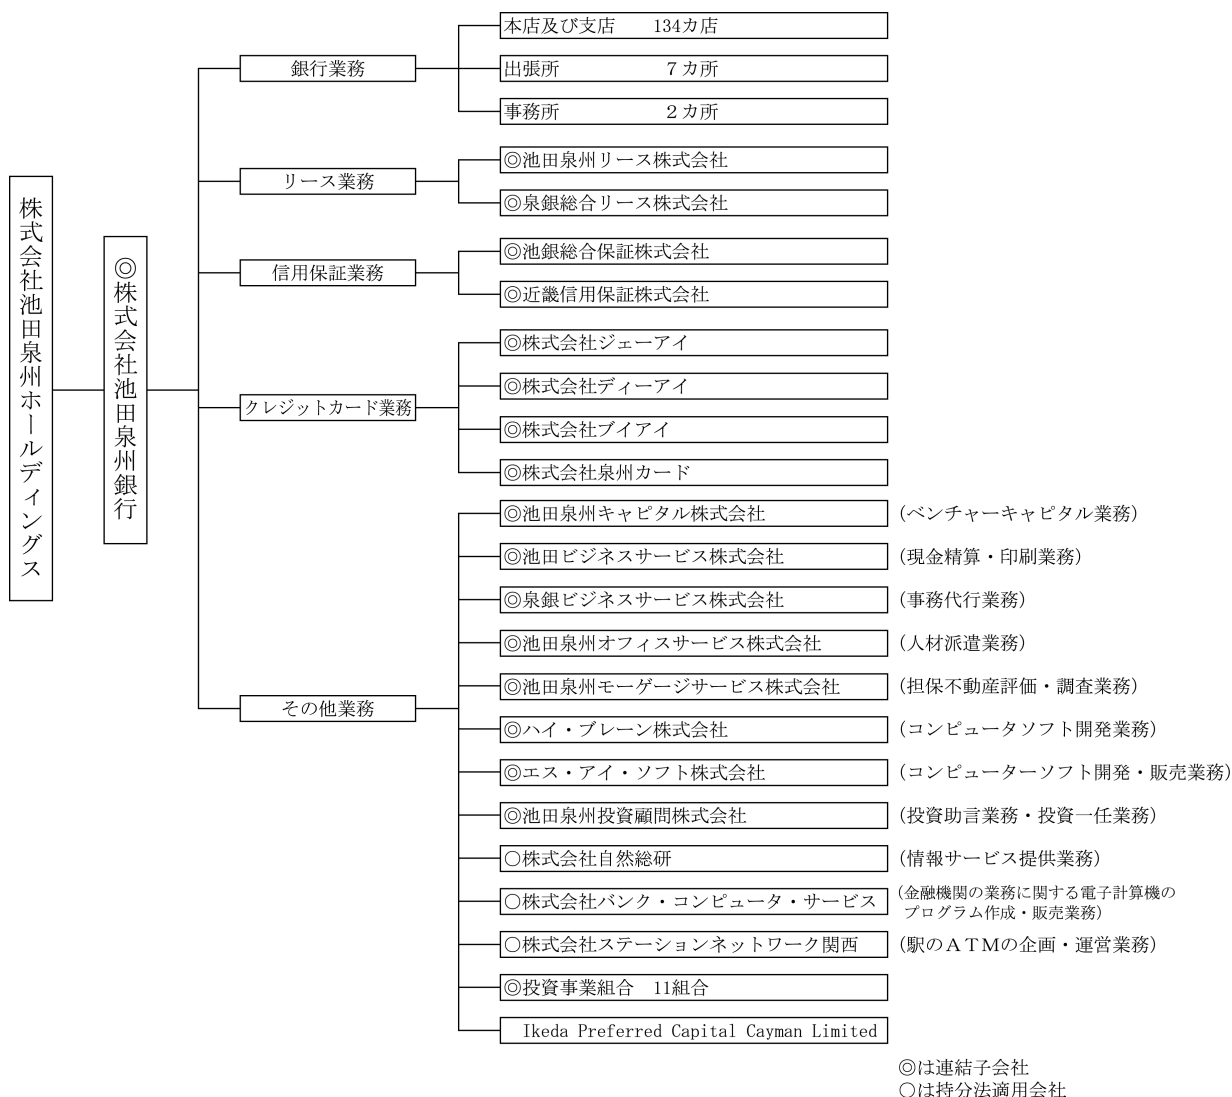 株式会社池田泉州ホールディングス
◎株式会社池田泉州銀行
銀行業務
本店及び支店　　134カ店
出張所　　　　　　７カ所
事務所　　　　　　２カ所
リース業務
◎池田泉州リース株式会社
◎泉銀総合リース株式会社
信用保証業務
◎池銀総合保証株式会社
◎近畿信用保証株式会社
クレジットカード業務
◎株式会社ジェーアイ
◎株式会社ディーアイ
◎株式会社ブイアイ
◎株式会社泉州カード
その他業務
◎池田泉州キャピタル株式会社　（ベンチャーキャピタル業務）
◎池田ビジネスサービス株式会社　（現金精算・印刷業務）
◎泉銀ビジネスサービス株式会社　（事務代行業務）
◎池田泉州オフィスサービス株式会社　（人材派遣業務）
◎池田泉州モーゲージサービス株式会社　（担保不動産評価・調査業務）
◎ハイ・ブレーン株式会社　（コンピュータソフト開発業務）
◎エス・アイ・ソフト株式会社　（コンピューターソフト開発・販売業務）
◎池田泉州投資顧問株式会社　（投資助言業務・投資一任業務）
○株式会社自然総研　（情報サービス提供業務）
○株式会社バンク・コンピュータ・サービス　（金融機関の業務に関する電子計算機の
プログラム作成・販売業務）
○株式会社ステーションネットワーク関西　（駅のＡＴＭの企画・運営業務）
◎投資事業組合　11組合
Ikeda Preferred Capital Cayman Limited
◎は連結子会社
○は持分法適用会社